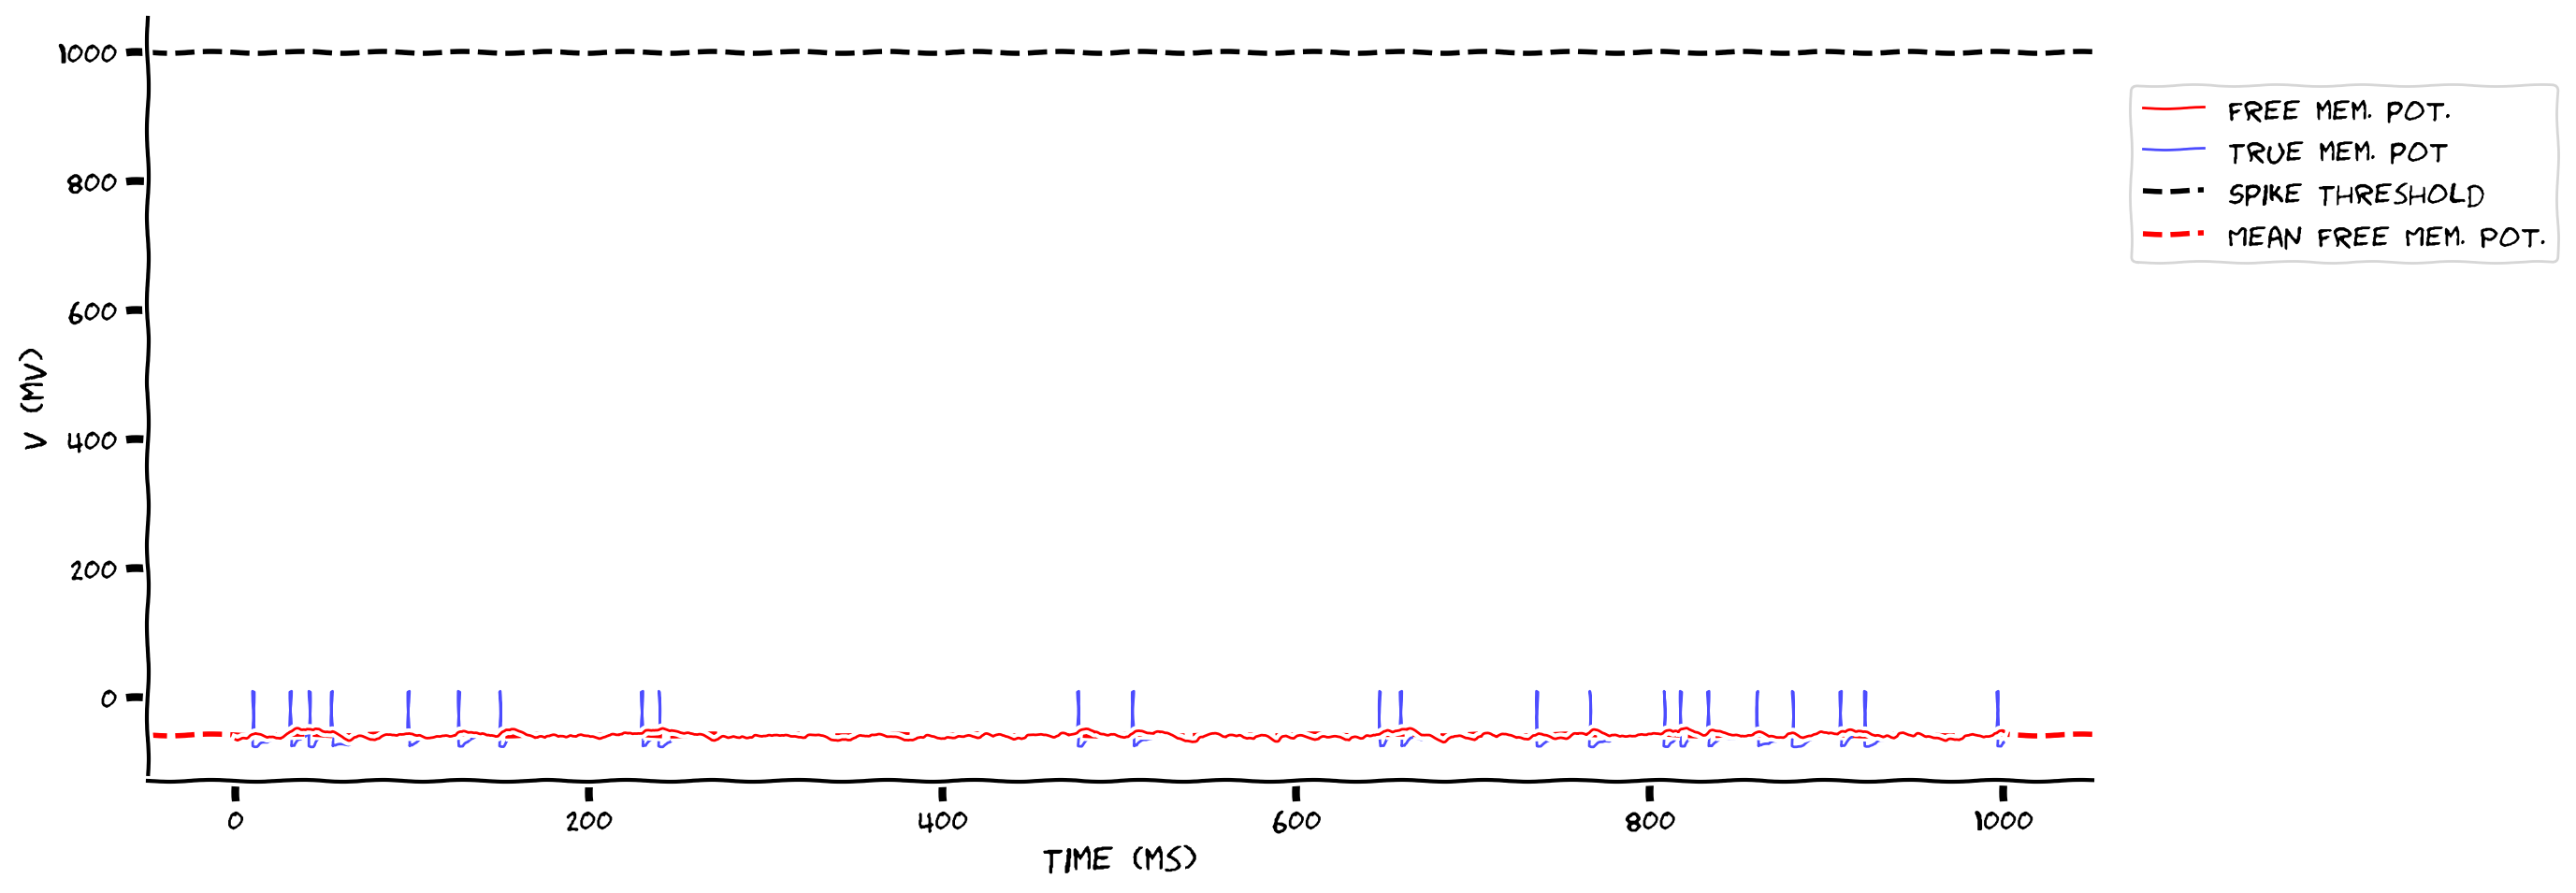 1000
800
600
400
200
0
V (MV)
0 200 400 600 800 1000
TIME (MS)
FREE MEM. POT.
TRUE MEM. POT
SPIKE THRESHOLD
MEAN FREE MEM. POT.